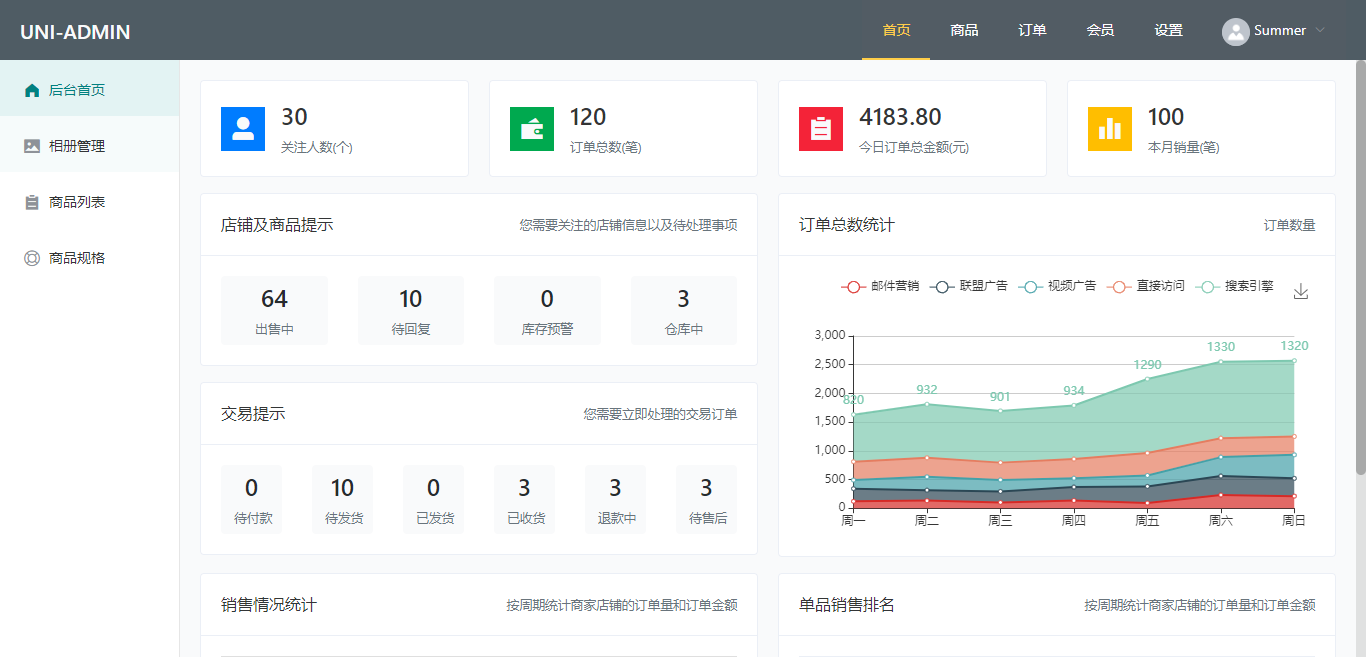 UNI-ADMIN
首页 商品 订单 会员 设置 Summer
后台首页
相册管理
商品列表
商品规格
30
关注人数(个)
120
订单总数(笔)
4183.80
今日订单总金额(元)
100
本月销量(笔)
店铺及商品提示 您需要关注的店铺信息以及待处理事项
64 10 0 3
出售中 待回复 库存预警 仓库中
交易提示 您需要立即处理的交易订单
0 10 0 3 3 3
待付款 待发货 已发货 已收货 退款中 待售后
订单总数统计 订单数量
邮件营销 联盟广告 视频广告 直接访问 搜索引擎
3,000
2,500
2,000
1,500
1,000
500
0
820 932 901 934 1290 1330 1320
周一 周二 周三 周四 周五 周六 周日
销售情况统计 按周期统计商家店铺的订单量和订单金额
单品销售排名 按周期统计商家店铺的订单量和订单金额